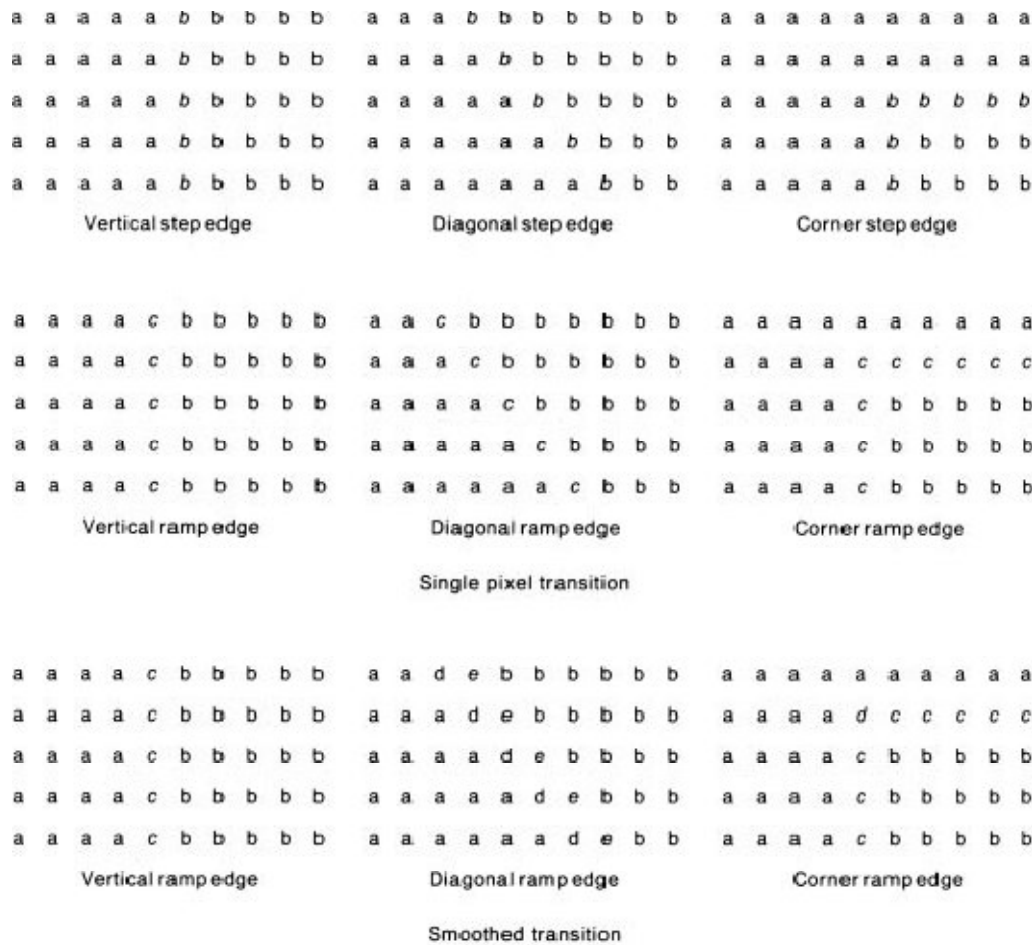 a a a a a b b b b b a a a b b b b b b b a a a a a a a a a a
a a a a a b b b b b a a a a b b b b b b a a a a a a a a a a
a a a a a b b b b b a a a a a b b b b b a a a a a b b b b b
a a a a a b b b b b a a a a a a b b b b a a a a a b b b b b
a a a a a b b b b b a a a a a a a b b b a a a a a b b b b b
Vertical step edge Diagonal step edge Corner step edge
a a a a c b b b b b a a c b b b b b b b a a a a a a a a a a
a a a a c b b b b b a a a c b b b b b b a a a a c c c c c c
a a a a c b b b b b a a a a c b b b b b a a a a c b b b b b
a a a a c b b b b b a a a a a c b b b b a a a a c b b b b b
a a a a c b b b b b a a a a a a c b b b a a a a c b b b b b
Vertical ramp edge Diagonal ramp edge Corner ramp edge
Single pixel transition
a a a a c b b b b b a a d e b b b b b b a a a a a a a a a a
a a a a c b b b b b a a a d e b b b b b a a a a d c c c c c
a a a a c b b b b b a a a a d e b b b b a a a a c b b b b b
a a a a c b b b b b a a a a a d e b b b a a a a c b b b b b
a a a a c b b b b b a a a a a a d e b b a a a a c b b b b b
Vertical ramp edge Diagonal ramp edge Corner ramp edge
Smoothed transition